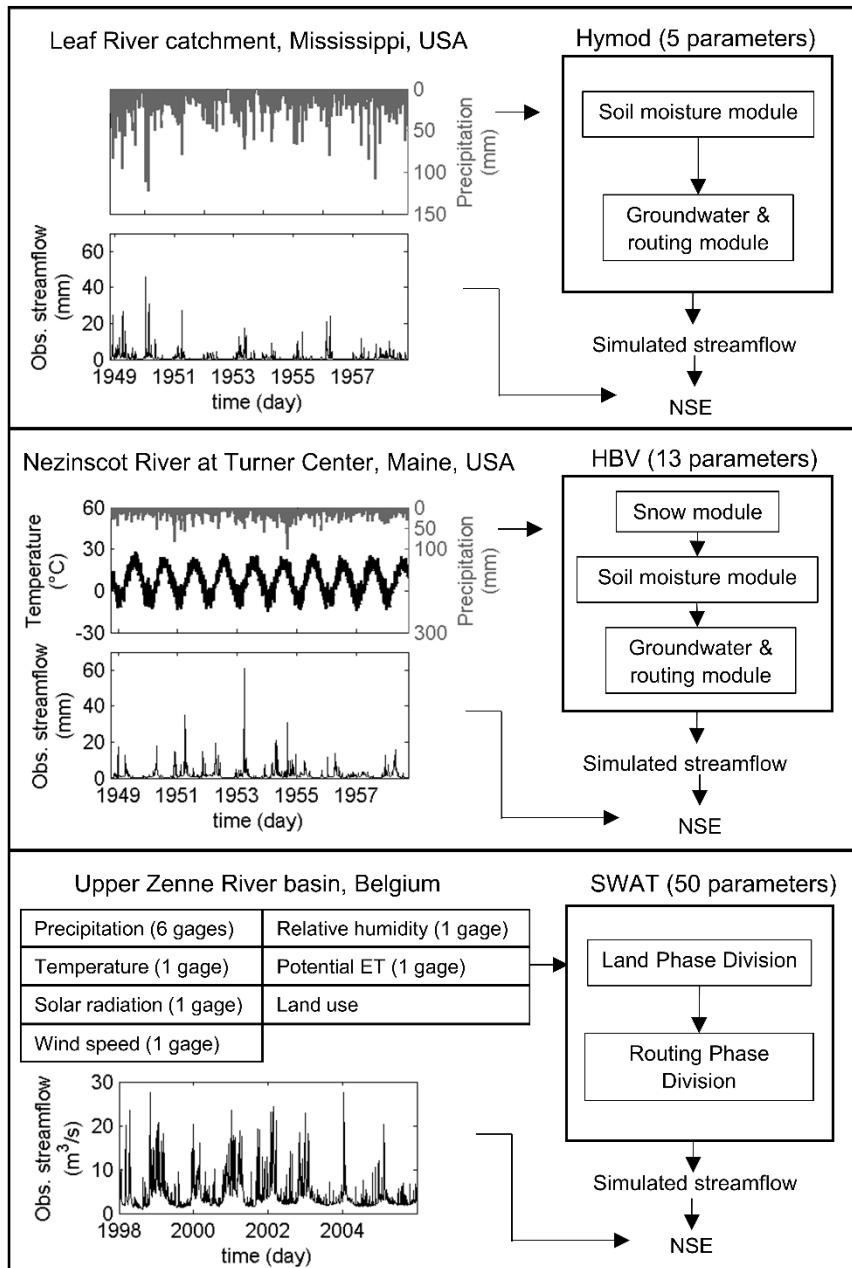 Leaf River catchment, Mississippi, USA
Hymod (5 parameters)
0
50
100
150
Precipitation
(mm)
Soil moisture module
Groundwater &
routing module
60
40
20
0
Obs. streamflow
(mm)
1949 1951 1953 1955 1957
time (day)
Simulated streamflow
NSE
Nezinscot River at Turner Center, Maine, USA
HBV (13 parameters)
60
30
0
-30
Temperature
(°C)
0
50
100
300
Precipitation
(mm)
Snow module
Soil moisture module
Groundwater &
routing module
60
40
20
0
Obs. streamflow
(mm)
1949 1951 1953 1955 1957
time (day)
Simulated streamflow
NSE
Upper Zenne River basin, Belgium
SWAT (50 parameters)
Precipitation (6 gages) Relative humidity (1 gage)
Temperature (1 gage) Potential ET (1 gage)
Solar radiation (1 gage) Land use
Wind speed (1 gage)
Land Phase Division
Routing Phase
Division
30
20
10
0
Obs. streamflow
(m³/s)
1998 2000 2002 2004
time (day)
Simulated streamflow
NSE